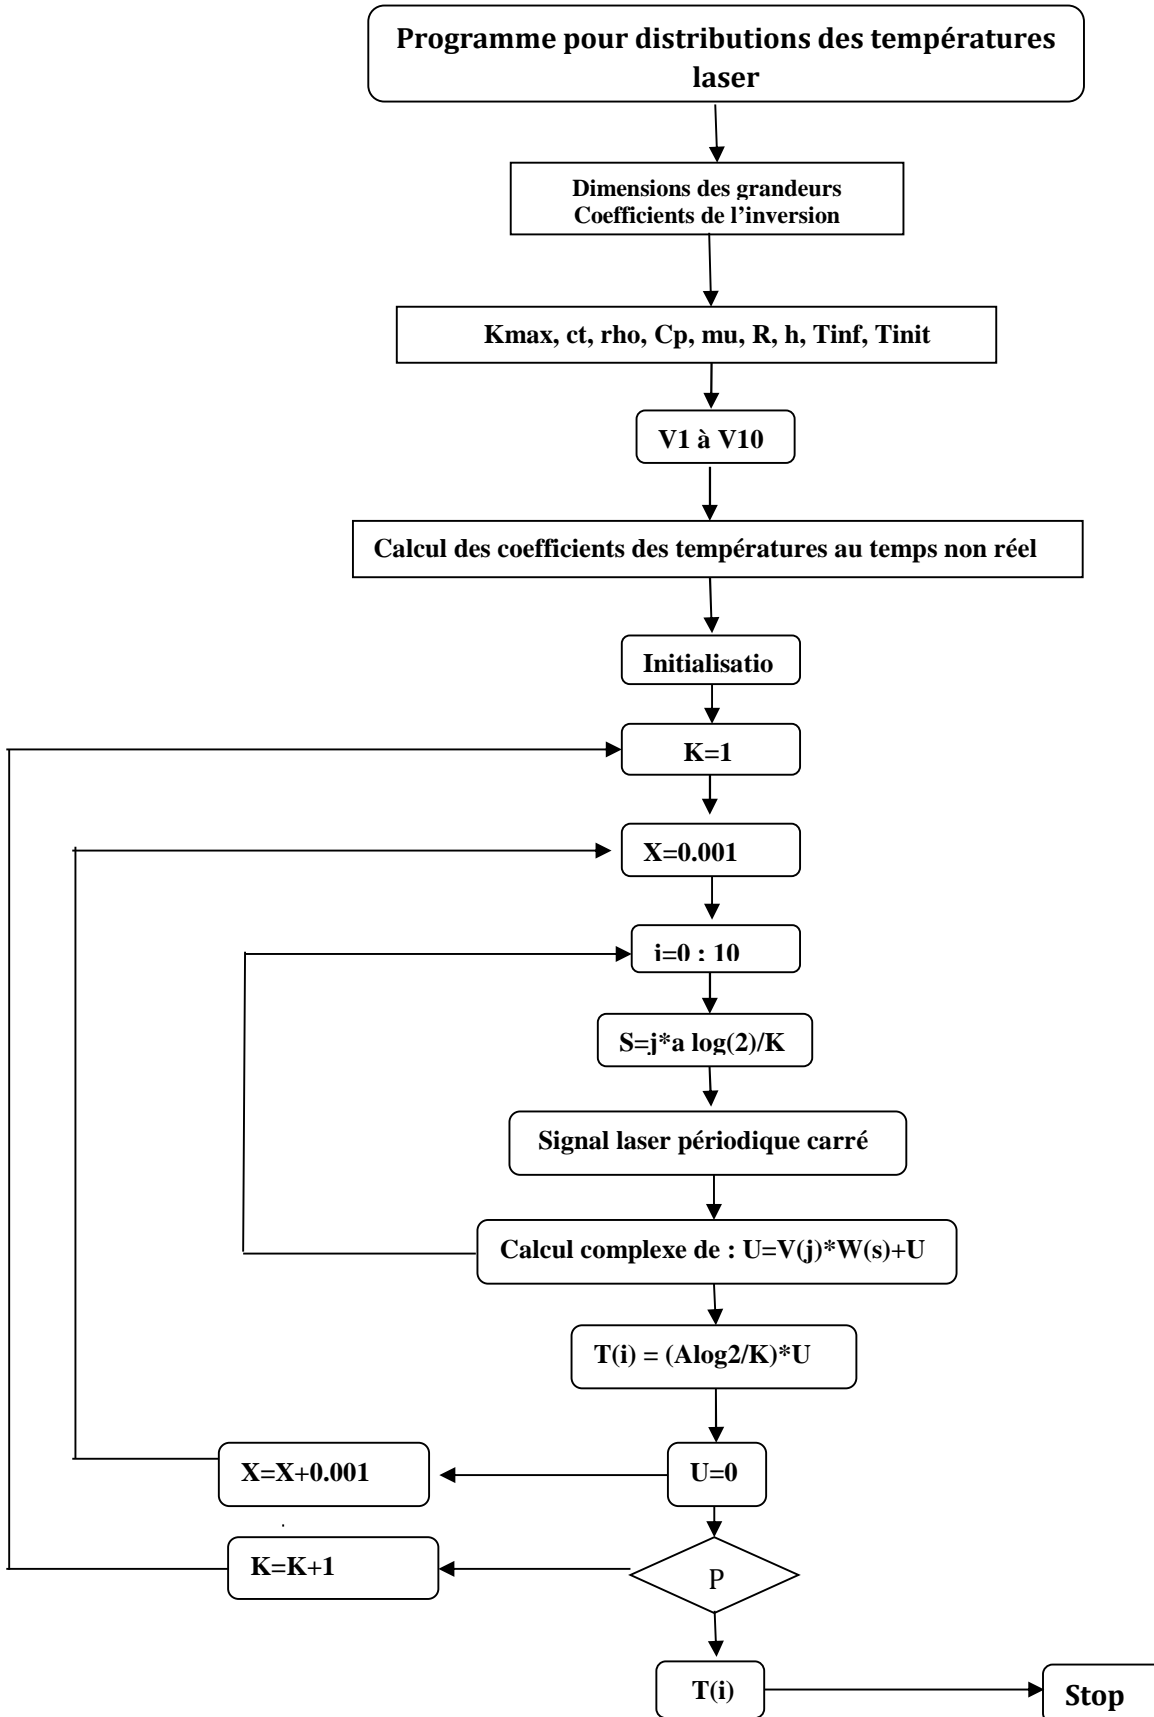 Programme pour distributions des températures
laser
Dimensions des grandeurs
Coefficients de l'inversion
Kmax, ct, rho, Cp, mu, R, h, Tinf, Tinit
V1 à V10
Calcul des coefficients des températures au temps non réel
Initialisatio
K=1
X=0.001
i=0 : 10
S=j*a log(2)/K
Signal laser périodique carré
Calcul complexe de : U=V(j)*W(s)+U
T(i) = (Alog2/K)*U
X=X+0.001
U=0
K=K+1
P
T(i)
Stop